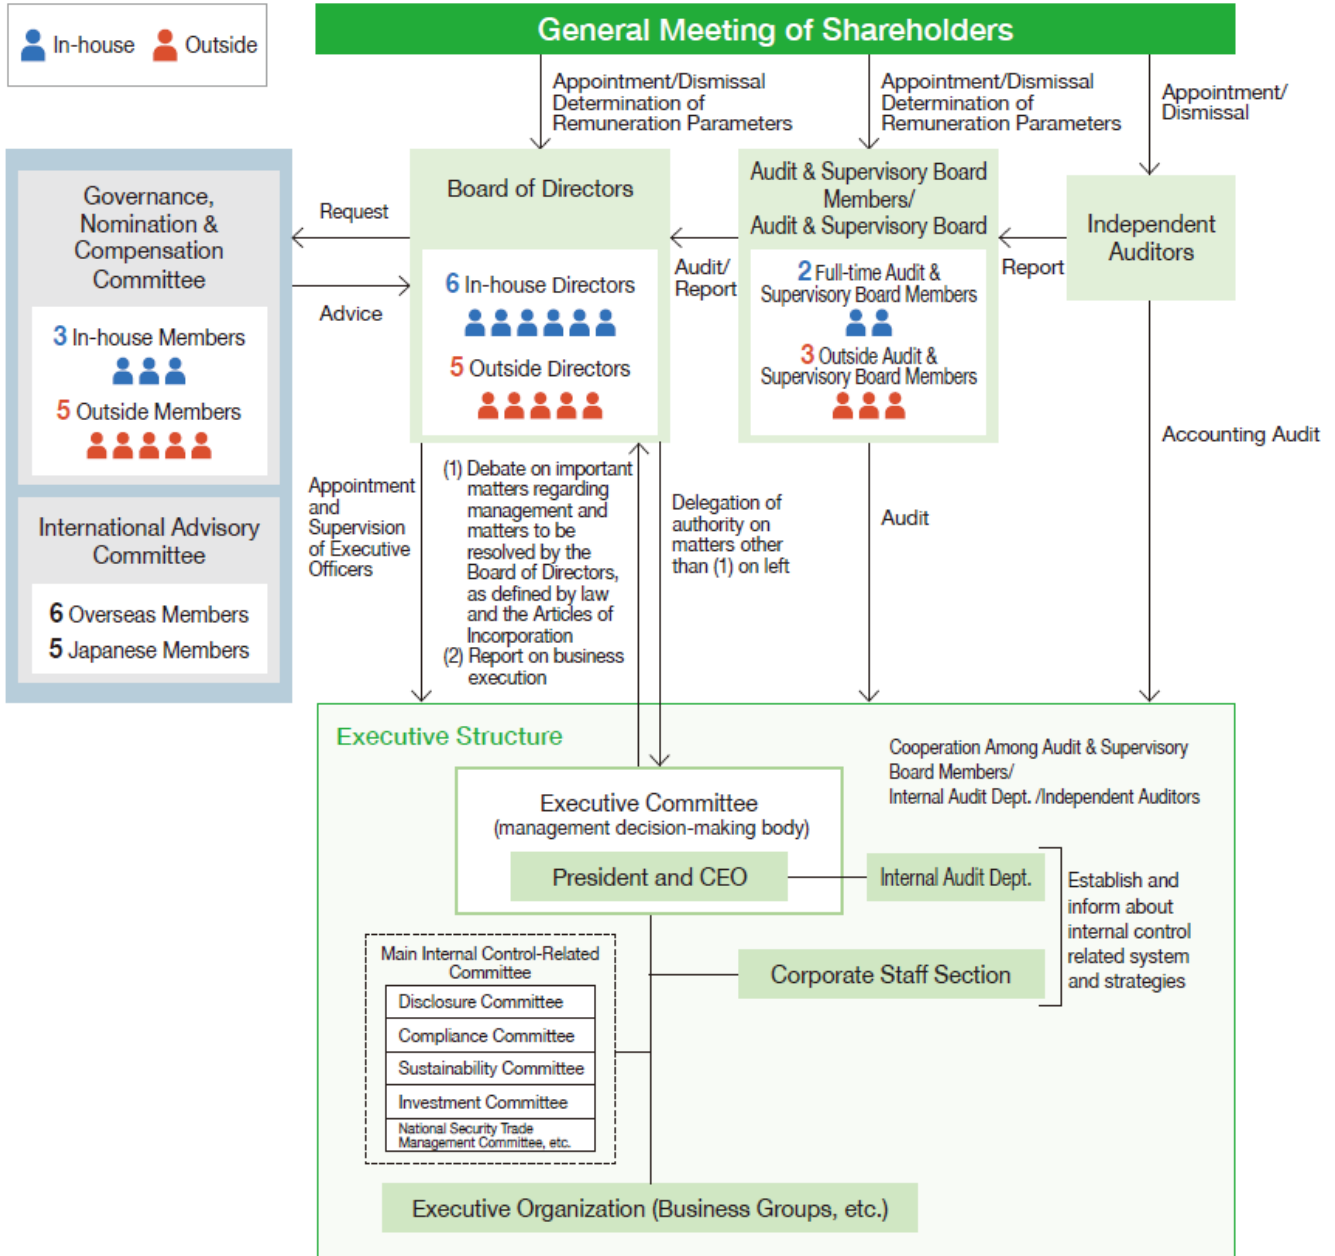 In-house
Outside
General Meeting of Shareholders
Appointment/Dismissal
Determination of
Remuneration Parameters
Appointment/Dismissal
Determination of
Remuneration Parameters
Appointment/
Dismissal
Governance,
Nomination &
Compensation
Committee
3 In-house Members
5 Outside Members
International Advisory
Committee
6 Overseas Members
5 Japanese Members
Request
Advice
Board of Directors
6 In-house Directors
5 Outside Directors
Audit/
Report
Audit & Supervisory Board
Members/
Audit & Supervisory Board
2 Full-time Audit &
Supervisory Board Members
3 Outside Audit &
Supervisory Board Members
Report
Independent
Auditors
Appointment
and
Supervision
of Executive
Officers
(1) Debate on important
matters regarding
management and
matters to be
resolved by the
Board of Directors,
as defined by law
and the Articles of
Incorporation
(2) Report on business
execution
Delegation of
authority on
matters other
than (1) on left
Audit
Accounting Audit
Executive Structure
Cooperation Among Audit & Supervisory
Board Members/
Internal Audit Dept. /Independent Auditors
Executive Committee
(management decision-making body)
President and CEO
Internal Audit Dept.
Corporate Staff Section
Establish and
inform about
internal control
related system
and strategies
Main Internal Control-Related
Committee
Disclosure Committee
Compliance Committee
Sustainability Committee
Investment Committee
National Security Trade
Management Committee, etc.
Executive Organization (Business Groups, etc.)